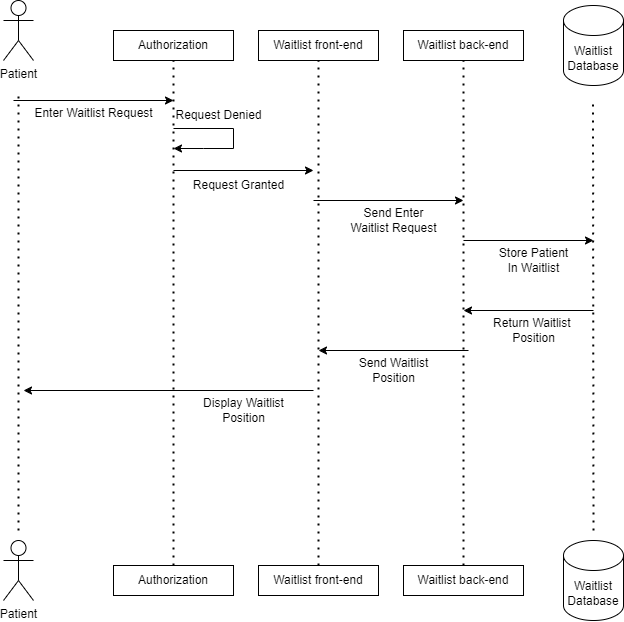 Patient
Authorization
Waitlist front-end
Waitlist back-end
Waitlist
Database
Enter Waitlist Request
Request Denied
Request Granted
Send Enter
Waitlist Request
Store Patient
In Waitlist
Return Waitlist
Position
Send Waitlist
Position
Display Waitlist
Position
Patient
Authorization
Waitlist front-end
Waitlist back-end
Waitlist
Database